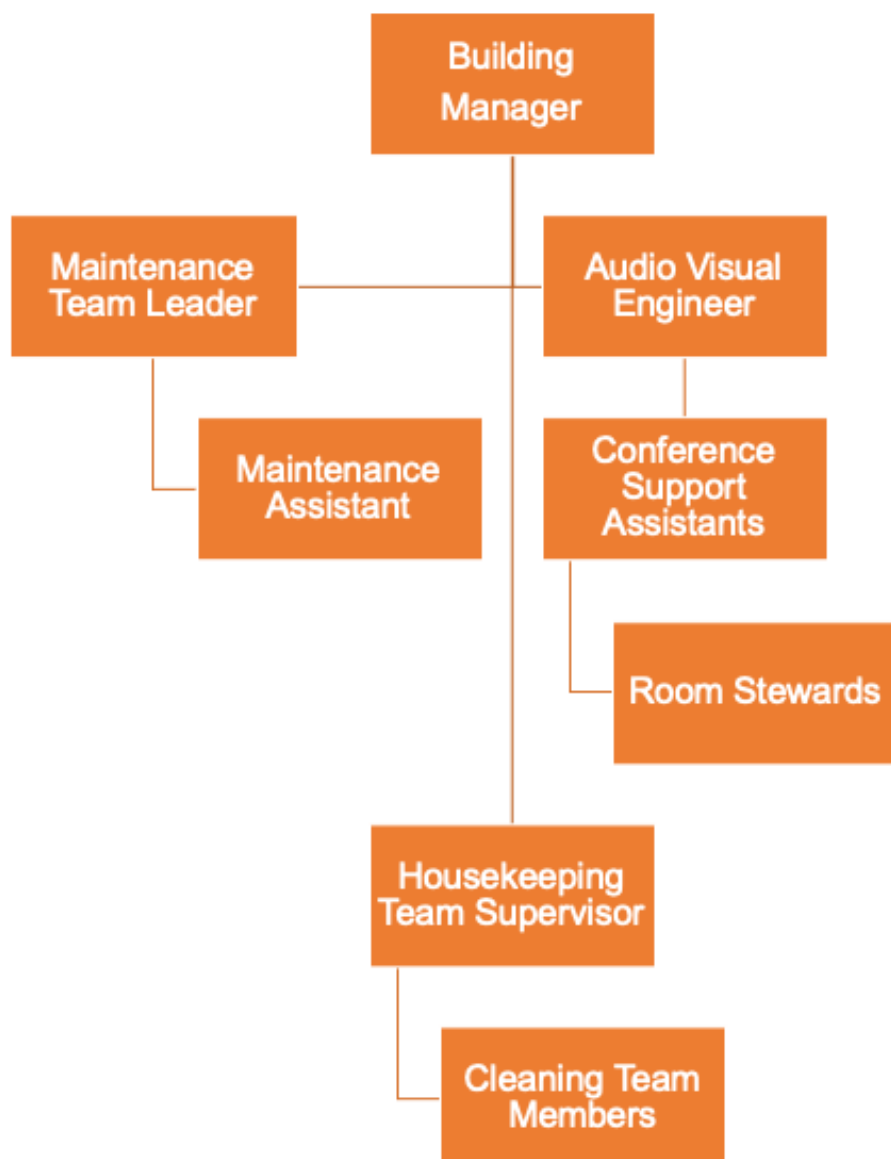 Building
Manager
Maintenance
Team Leader
Audio Visual
Engineer
Maintenance
Assistant
Conference
Support
Assistants
Room Stewards
Housekeeping
Team Supervisor
Cleaning Team
Members